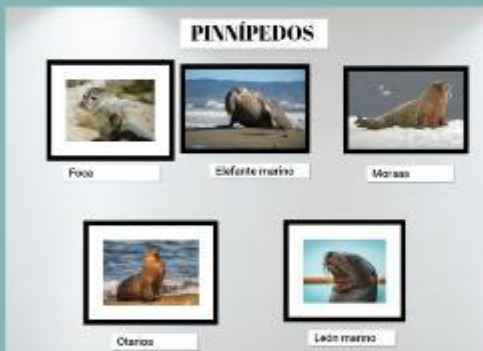 PINNÍPEDOS
Foca
Elefante marino
Morsas
Otarios
León marino